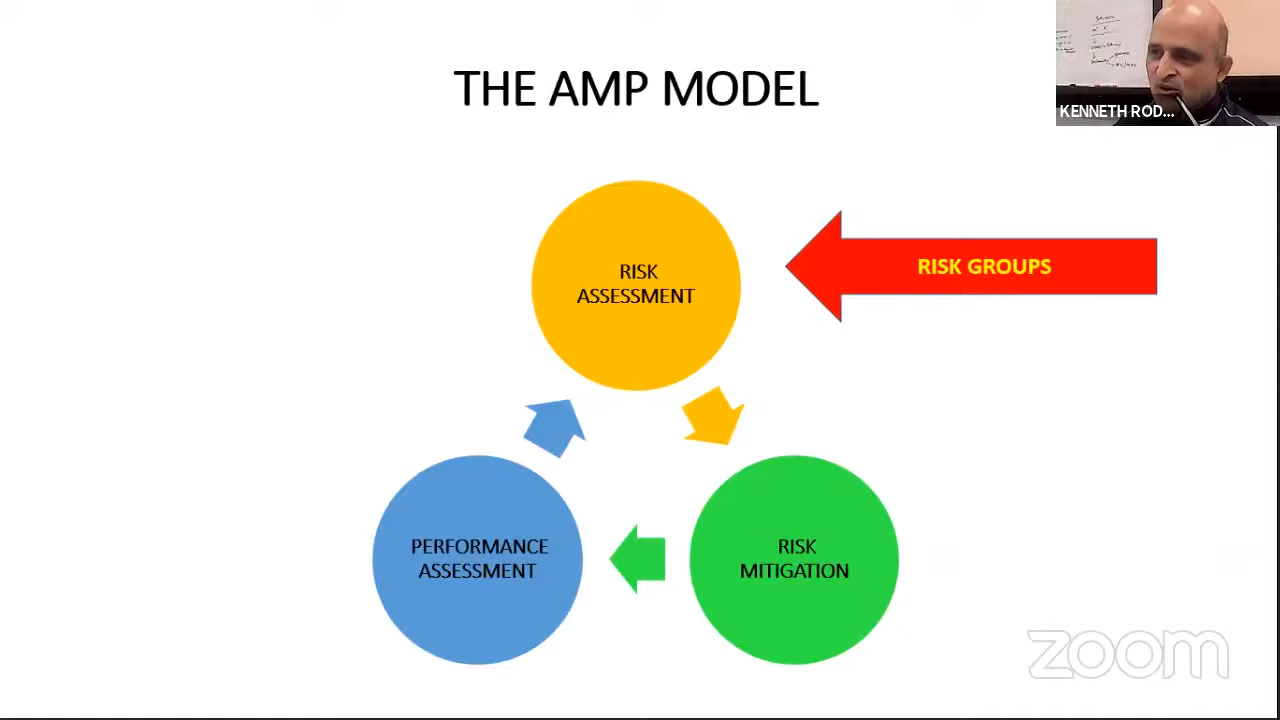 THE AMP MODEL
KENNETH ROD...
RISK
ASSESSMENT
RISK GROUPS
PERFORMANCE
ASSESSMENT
RISK
MITIGATION
zoom